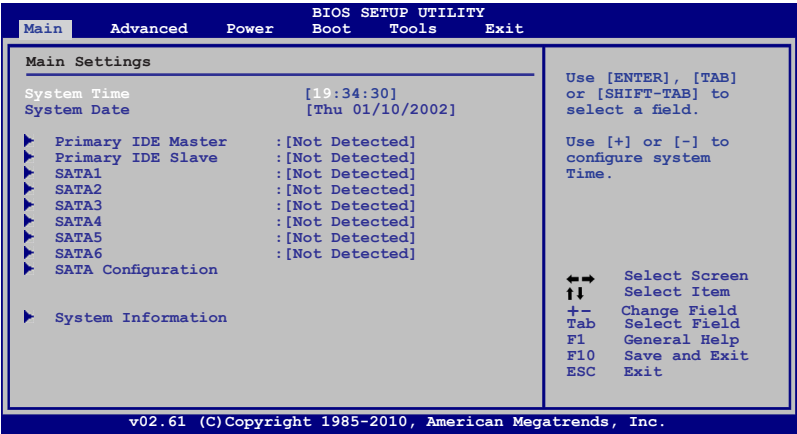 BIOS SETUP UTILITY
Main Advanced Power Boot Tools Exit
Main Settings
System Time [19:34:30]
System Date [Thu 01/10/2002]
Primary IDE Master :[Not Detected]
Primary IDE Slave :[Not Detected]
SATA1 :[Not Detected]
SATA2 :[Not Detected]
SATA3 :[Not Detected]
SATA4 :[Not Detected]
SATA5 :[Not Detected]
SATA6 :[Not Detected]
SATA Configuration
System Information
Use [ENTER], [TAB]
or [SHIFT-TAB] to
select a field.
Use [+] or [-] to
configure system
Time.
←→ Select Screen
↑↓ Select Item
+- Change Field
Tab Select Field
F1 General Help
F10 Save and Exit
ESC Exit
v02.61 (C)Copyright 1985-2010, American Megatrends, Inc.